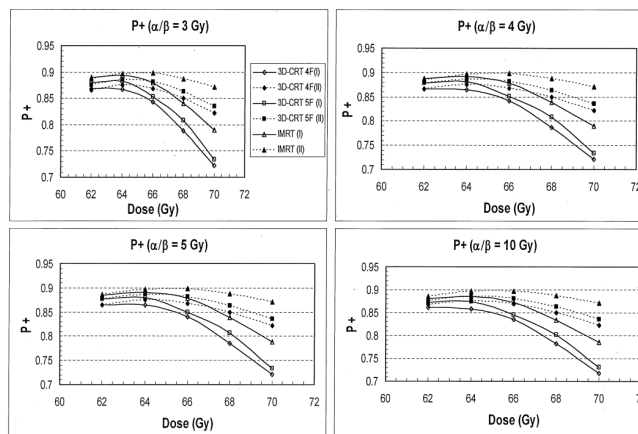 P+ (α/β = 3 Gy)
0.95
0.9
0.85
0.8
0.75
0.7
P+
60 62 64 66 68 70 72
Dose (Gy)
3D-CRT 4F(I)
3D-CRT 4F(II)
3D-CRT 5F (I)
3D-CRT 5F (II)
IMRT (I)
IMRT (II)
P+ (α/β = 4 Gy)
0.95
0.9
0.85
0.8
0.75
0.7
P+
60 62 64 66 68 70 72
Dose (Gy)
P+ (α/β = 5 Gy)
0.95
0.9
0.85
0.8
0.75
0.7
P+
60 62 64 66 68 70 72
Dose (Gy)
P+ (α/β = 10 Gy)
0.95
0.9
0.85
0.8
0.75
0.7
P+
60 62 64 66 68 70 72
Dose (Gy)